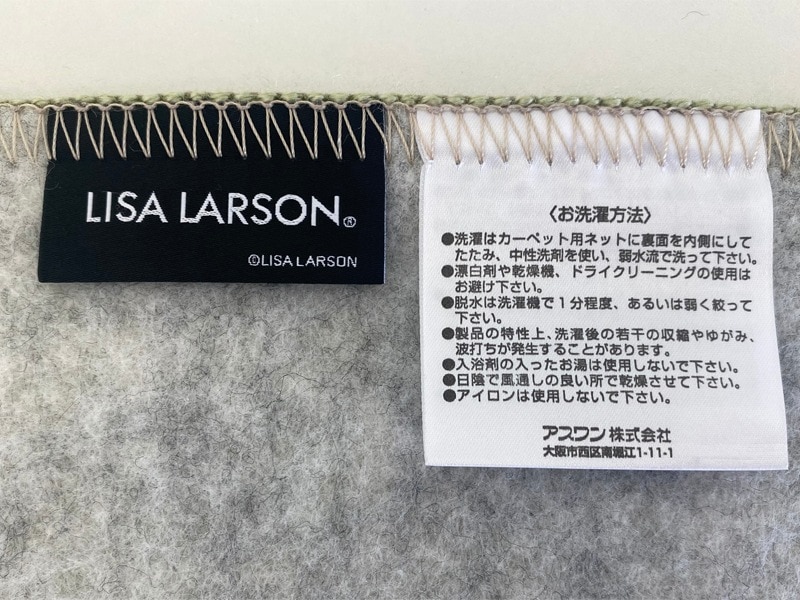 LISA LARSON®
©LISA LARSON
〈お洗濯方法〉
●洗濯はカーペット用ネットに裏面を内側にして
たたみ、中性洗剤を使い、弱水流で洗って下さい。
●漂白剤や乾燥機、ドライクリーニングの使用は
お避け下さい。
●脱水は洗濯機で1分程度、あるいは弱く絞って
下さい。
●製品の特性上、洗濯後の若干の収縮やゆがみ、
波打ちが発生することがあります。
●入浴剤の入ったお湯は使用しないで下さい。
●日陰で風通しの良い所で乾燥させて下さい。
●アイロンは使用しないで下さい。
アスワン株式会社
大阪市西区南堀江1-11-1